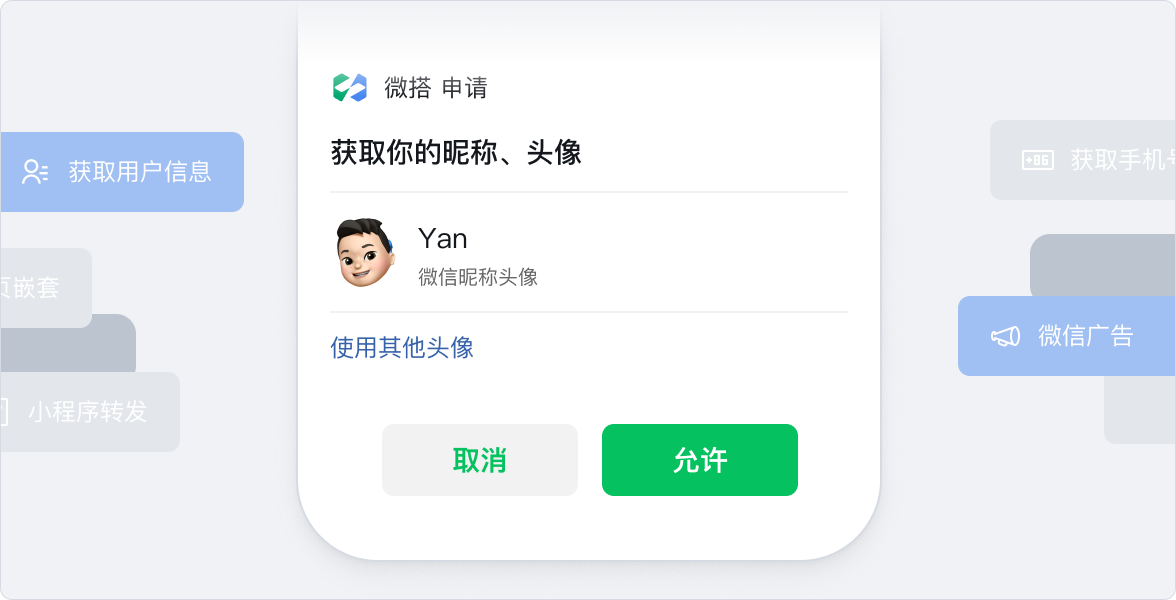 微搭 申请
获取你的昵称、头像
Yan
微信昵称头像
使用其他头像
取消
允许
获取用户信息
嵌套
小程序转发
+86
获取手机
微信广告